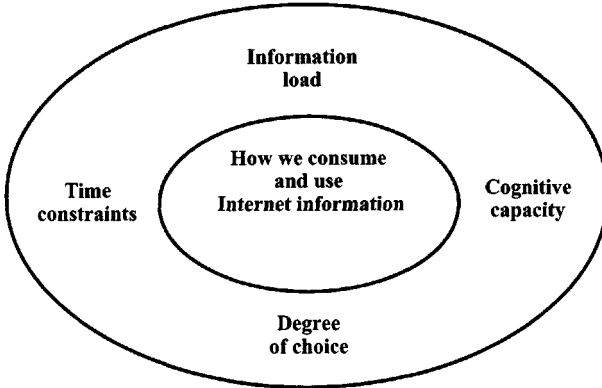 Information
load
How we consume
and use
Internet information
Time
constraints
Cognitive
capacity
Degree
of choice